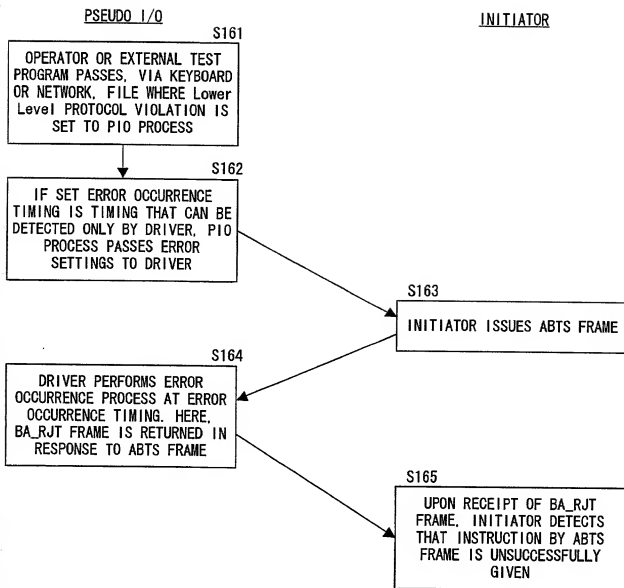 PSEUDO I/O
INITIATOR
S161
OPERATOR OR EXTERNAL TEST
PROGRAM PASSES, VIA KEYBOARD
OR NETWORK, FILE WHERE Lower
Level PROTOCOL VIOLATION IS
SET TO PIO PROCESS
S162
IF SET ERROR OCCURRENCE
TIMING IS TIMING THAT CAN BE
DETECTED ONLY BY DRIVER, PIO
PROCESS PASSES ERROR
SETTINGS TO DRIVER
S163
INITIATOR ISSUES ABTS FRAME
S164
DRIVER PERFORMS ERROR
OCCURRENCE PROCESS AT ERROR
OCCURRENCE TIMING. HERE,
BA_RJT FRAME IS RETURNED IN
RESPONSE TO ABTS FRAME
S165
UPON RECEIPT OF BA_RJT
FRAME, INITIATOR DETECTS
THAT INSTRUCTION BY ABTS
FRAME IS UNSUCCESSFULLY
GIVEN